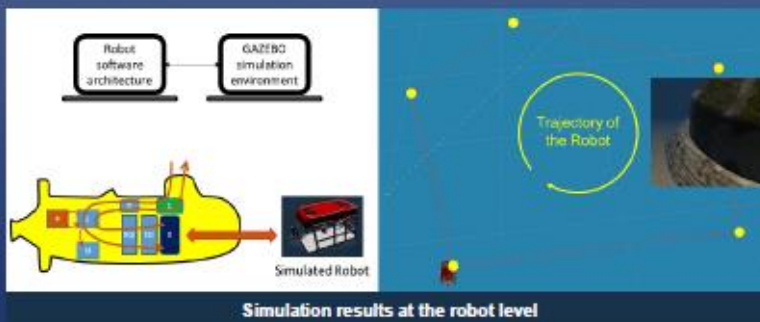 Robot
software
architecture
GAZEBO
simulation
environment
Simulated Robot
Trajectory of
the Robot
Simulation results at the robot level